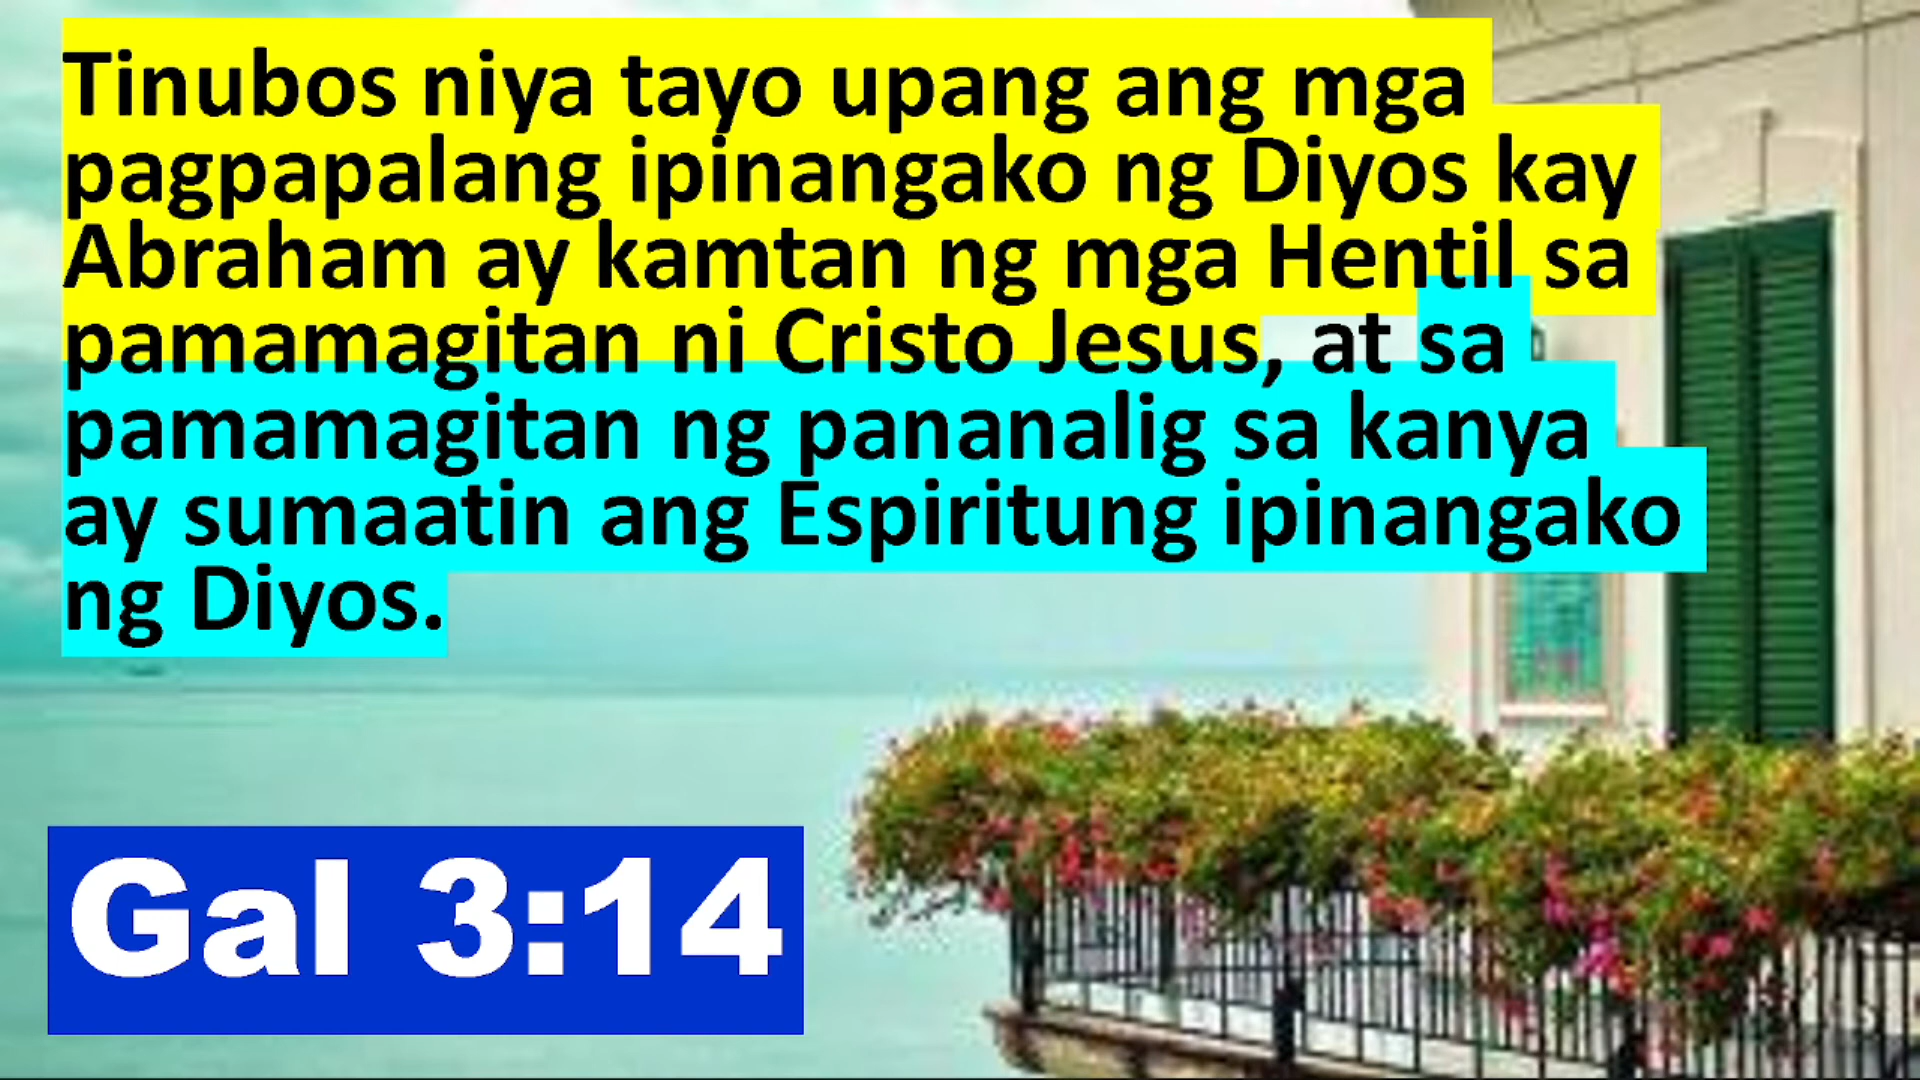 Tinubos niya tayo upang ang mga
pagpapalang ipinangako ng Diyos kay
Abraham ay kamtan ng mga Hentil sa
pamamagitan ni Cristo Jesus, at sa
pamamagitan ng pananalig sa kanya
ay sumaatin ang Espiritung ipinangako
ng Diyos.
Gal 3:14